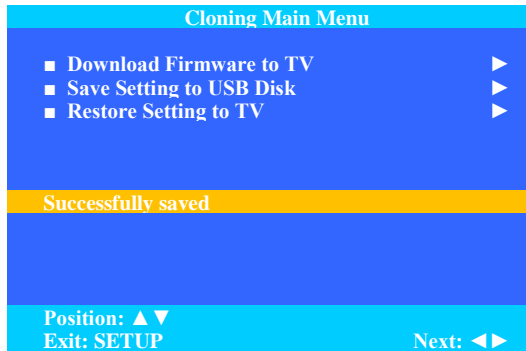 Cloning Main Menu
■ Download Firmware to TV ►
■ Save Setting to USB Disk ►
■ Restore Setting to TV ►
Successfully saved
Position: ▲▼
Exit: SETUP Next: ◄►